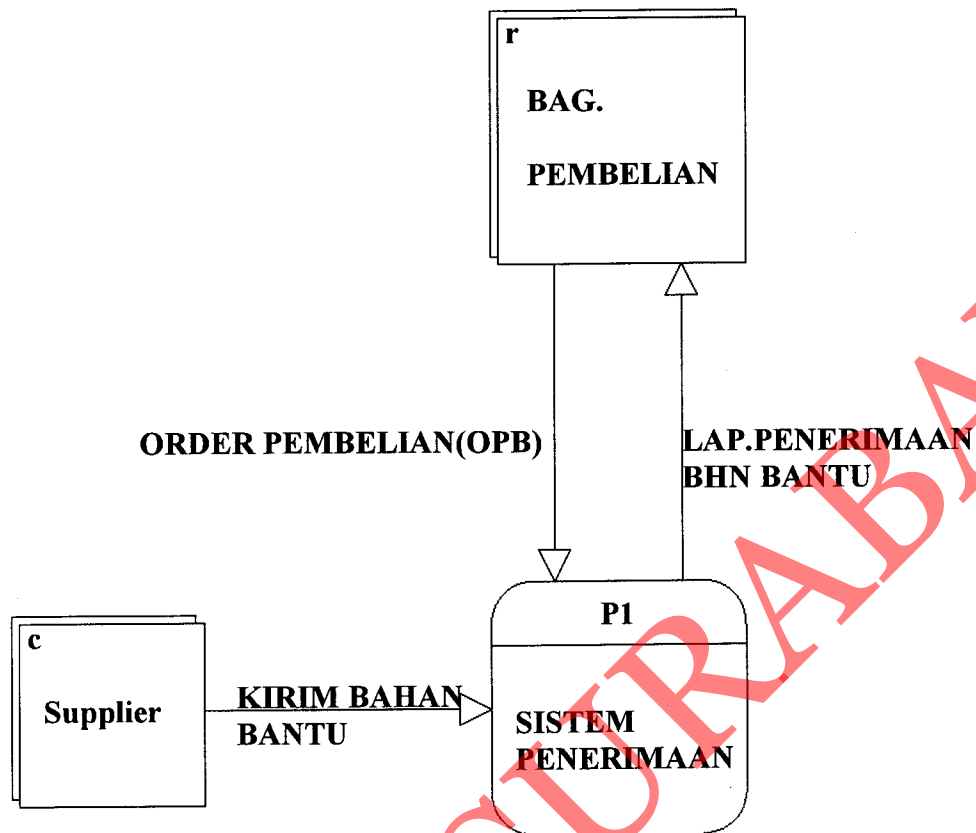 r
BAG.
PEMBELIAN
ORDER PEMBELIAN(OPB)
LAP.PENERIMAAN
BHN BANTU
P1
c
Supplier
KIRIM BAHAN
BANTU
SISTEM
PENERIMAAN